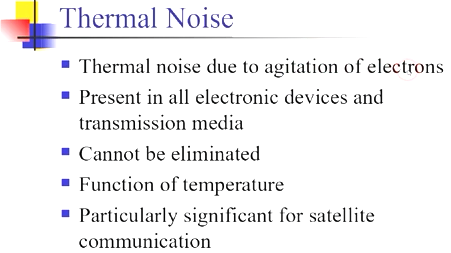 Thermal Noise
Thermal noise due to agitation of electrons
Present in all electronic devices and
transmission media
Cannot be eliminated
Function of temperature
Particularly significant for satellite
communication